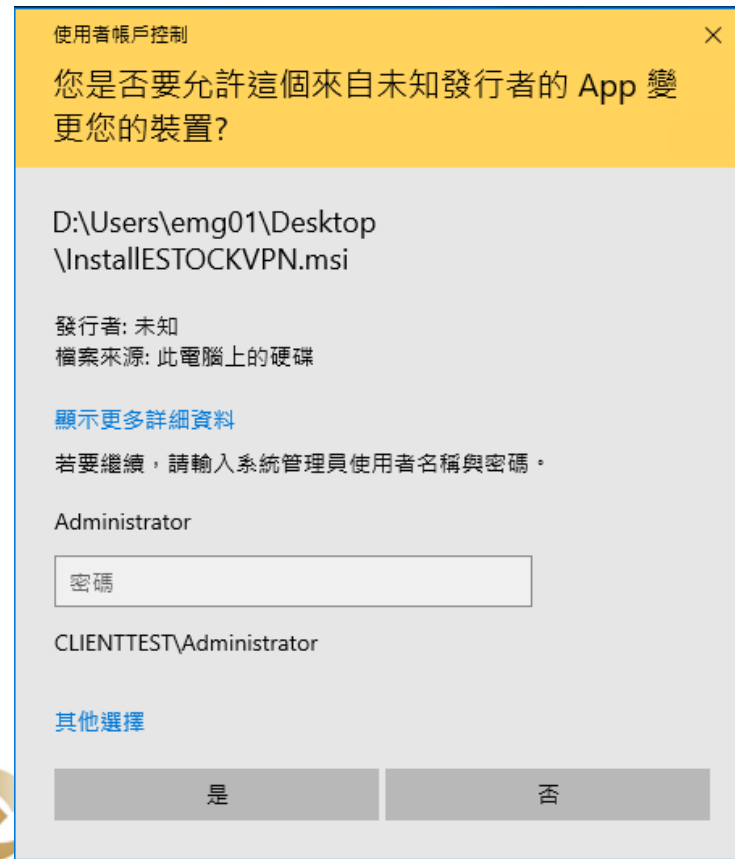 使用者帳戶控制
您是否要允許這個來自未知發行者的 App 變
更您的裝置?
D:\Users\emg01\Desktop
\InstallESTOCKVPN.msi
發行者: 未知
檔案來源: 此電腦上的硬碟
顯示更多詳細資料
若要繼續，請輸入系統管理員使用者名稱與密碼。
Administrator
密碼
CLIENTTEST\Administrator
其他選擇
是
否